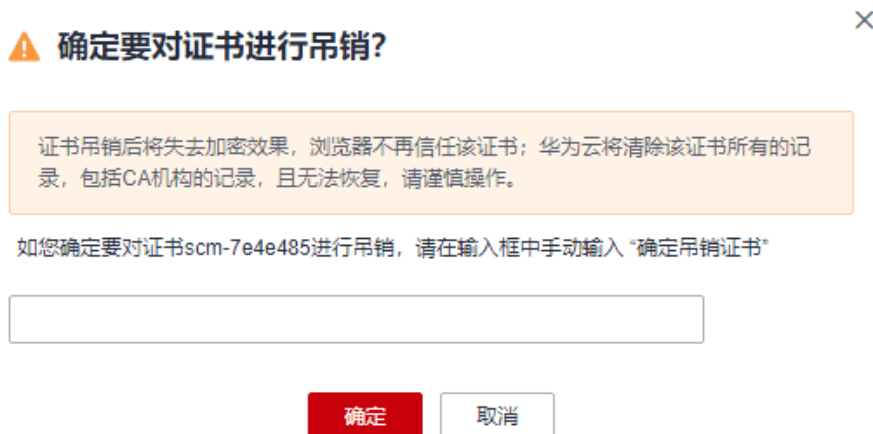 确定要对证书进行吊销?
证书吊销后将失去加密效果，浏览器不再信任该证书；华为云将清除该证书所有的记
录，包括CA机构的记录，且无法恢复，请谨慎操作。
如您确定要对证书scm-7e4e485进行吊销，请在输入框中手动输入 “确定吊销证书”
确定
取消